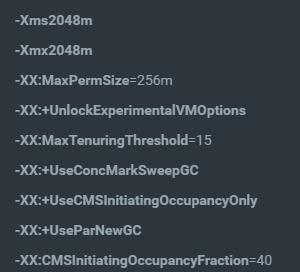 -Xms2048m
-Xmx2048m
-XX:MaxPermSize=256m
-XX:+UnlockExperimentalVMOptions
-XX:MaxTenuringThreshold=15
-XX:+UseConcMarkSweepGC
-XX:+UseCMSInitiatingOccupancyOnly
-XX:+UseParNewGC
-XX:CMSInitiatingOccupancyFraction=40